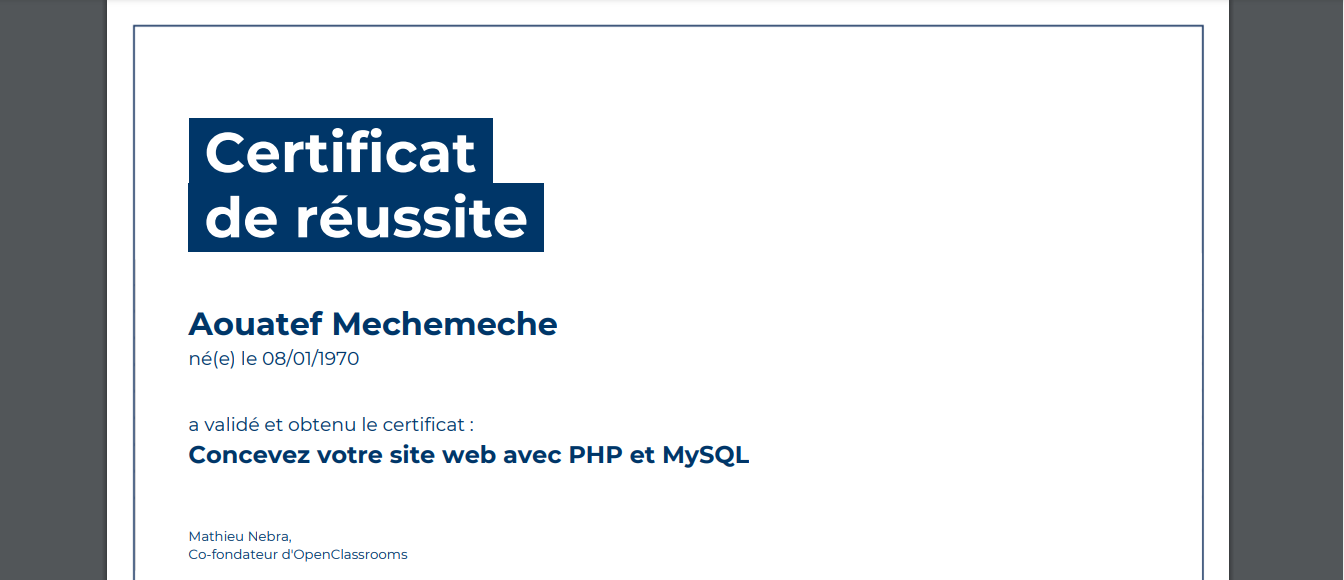 Certificat
de réussite
Aouatef Mechemeche
né(e) le 08/01/1970
a validé et obtenu le certificat :
Concevez votre site web avec PHP et MySQL
Mathieu Nebra,
Co-fondateur d'OpenClassrooms